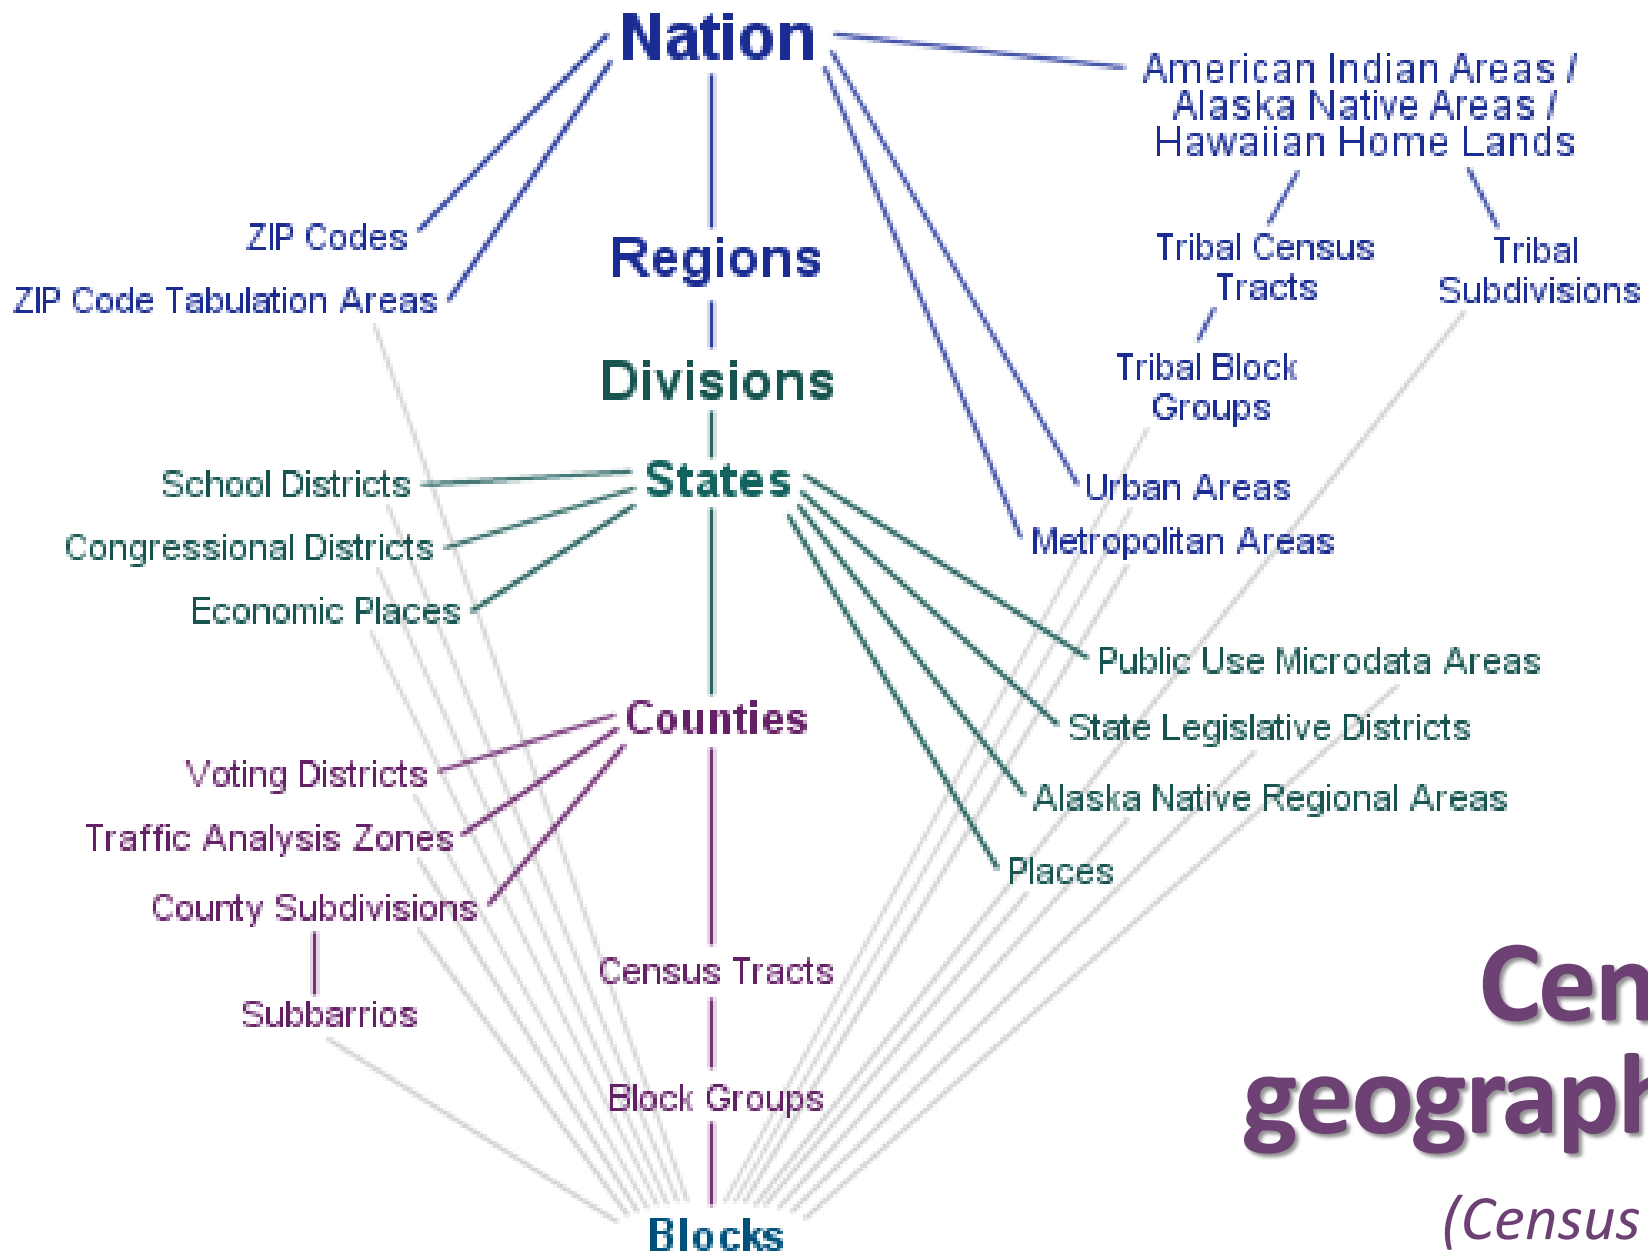 Nation
American Indian Areas /
Alaska Native Areas /
Hawaiian Home Lands
ZIP Codes
ZIP Code Tabulation Areas
Regions
Tribal Census
Tracts
Tribal
Subdivisions
Divisions
Tribal Block
Groups
School Districts
States
Urban Areas
Congressional Districts
Metropolitan Areas
Economic Places
Public Use Microdata Areas
Counties
State Legislative Districts
Voting Districts
Alaska Native Regional Areas
Traffic Analysis Zones
Places
County Subdivisions
Census Tracts
Subbarrios
Block Groups
Blocks
Cen
geograph
(Census